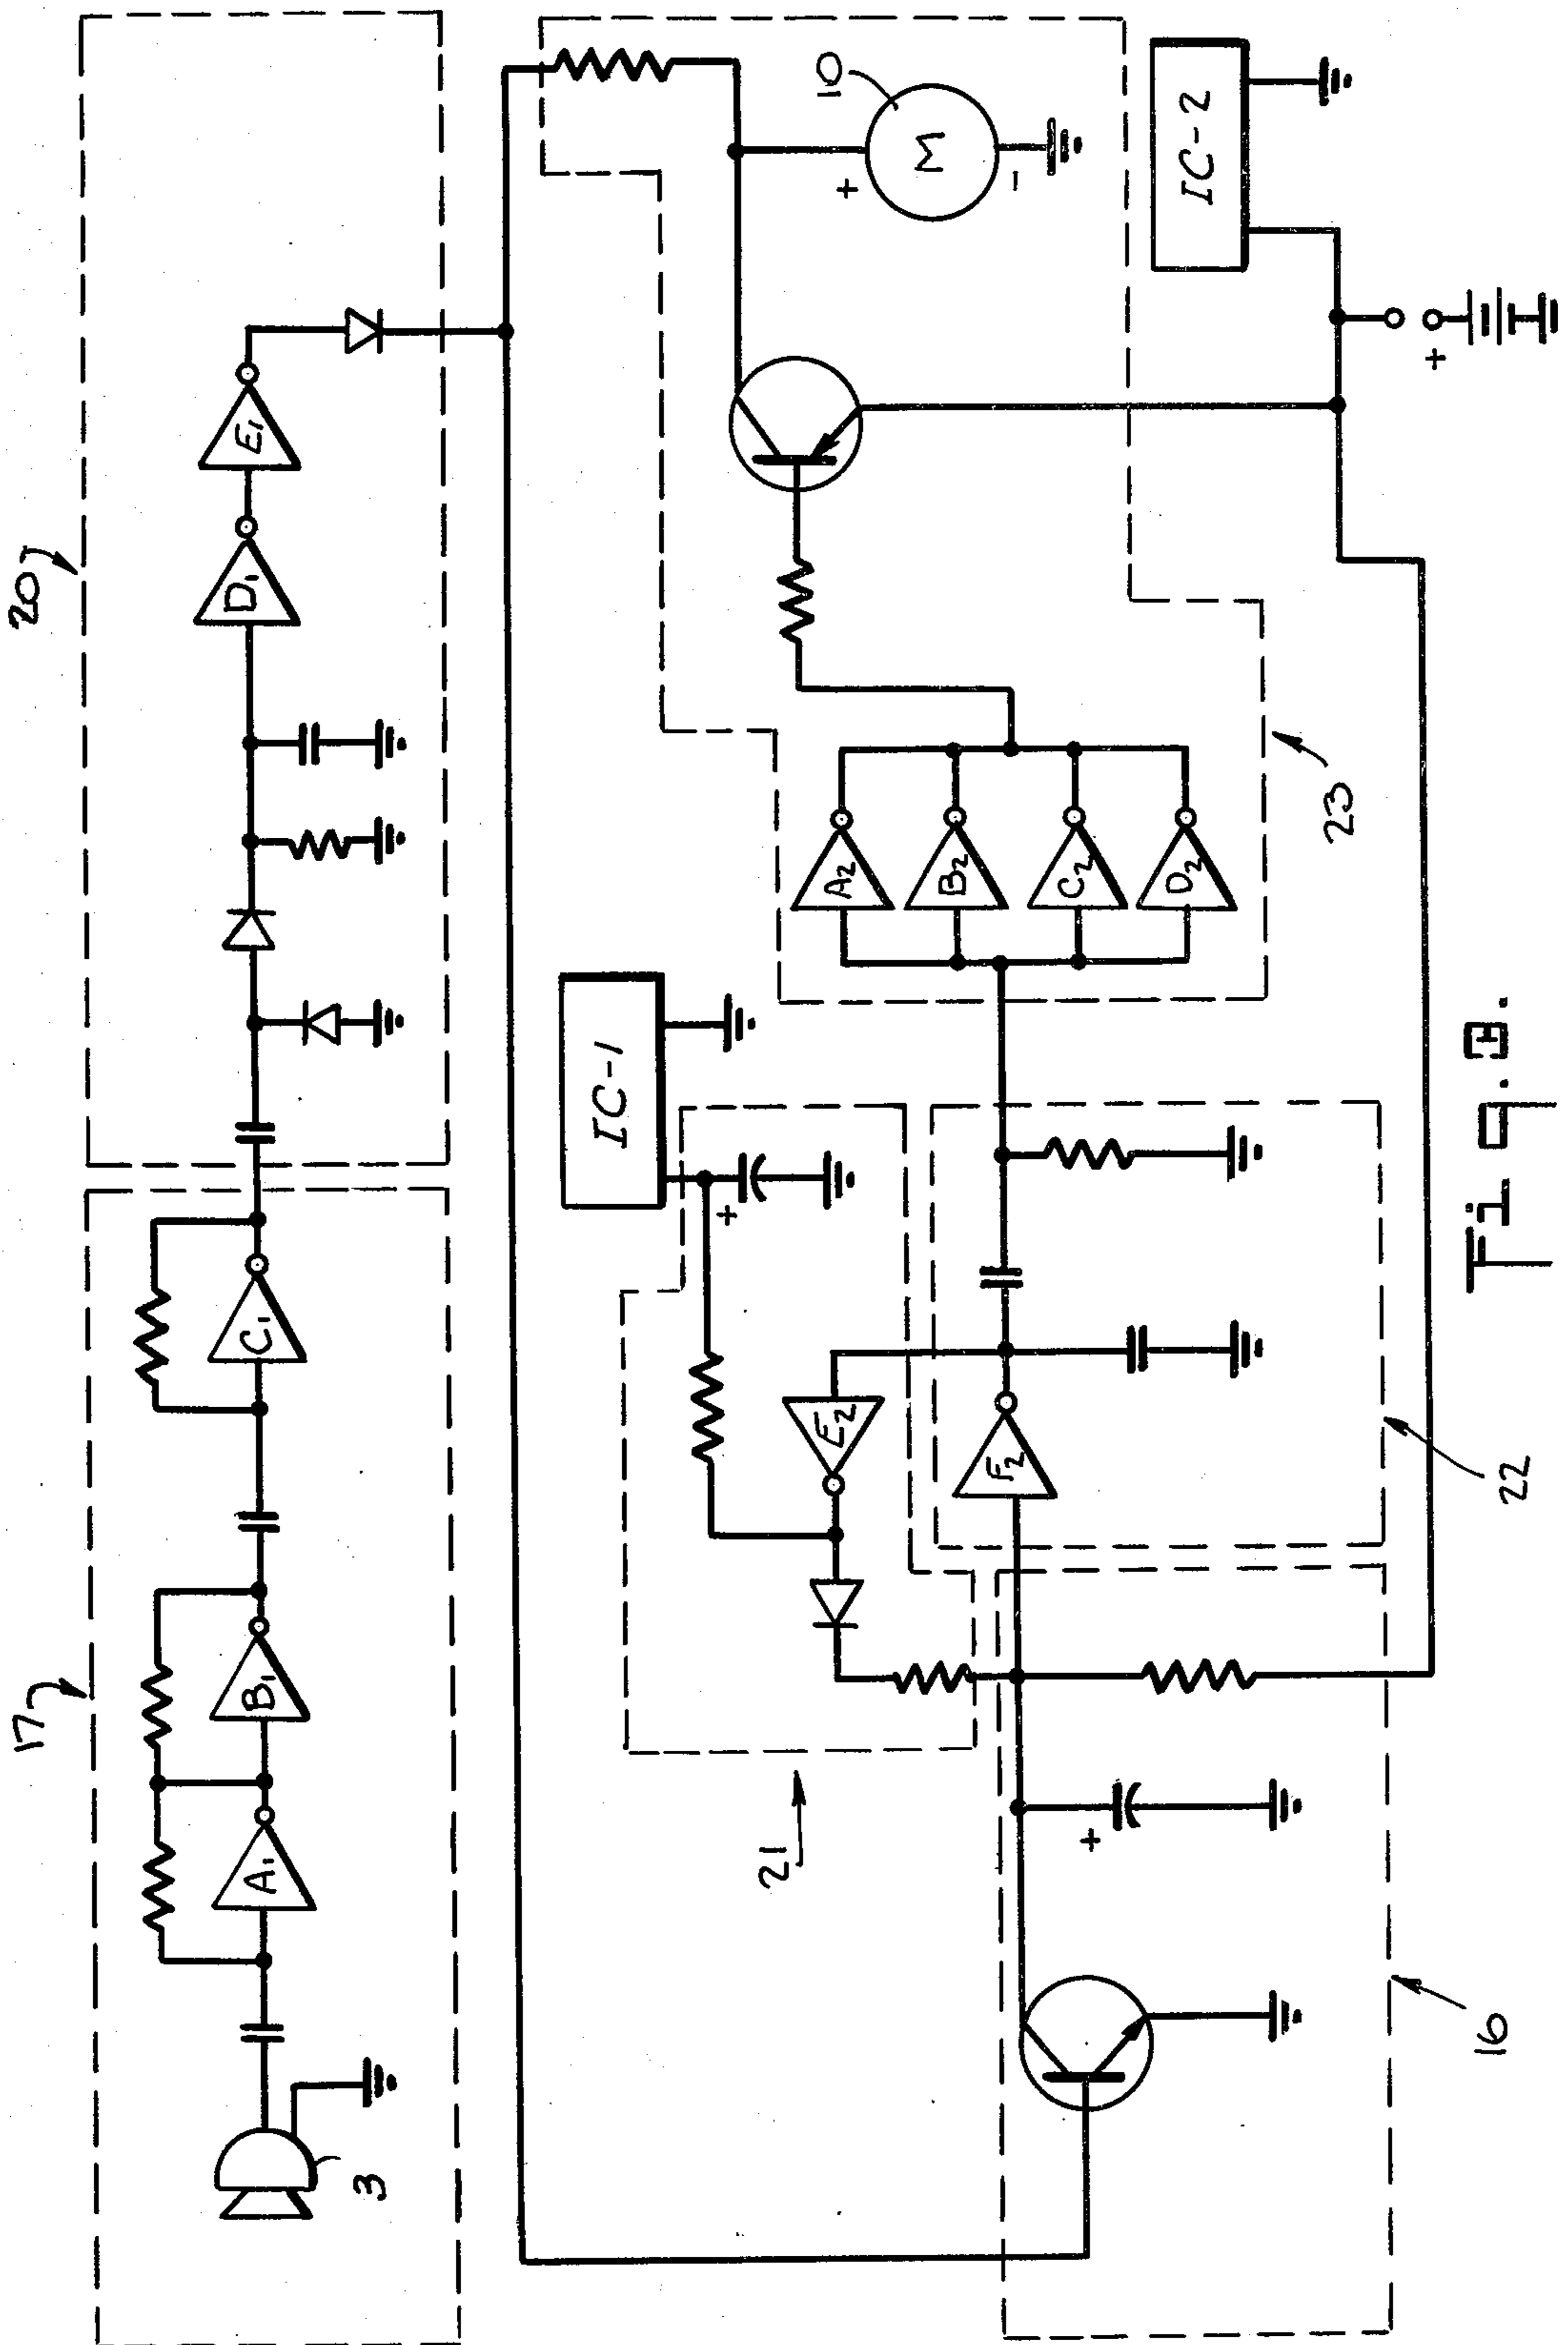 20
17
3
A₁
B₁
C₁
D₁
E₁
IC-1
+
21
E₂
F₂
22
+
16
A₂
B₂
C₂
D₂
23
10
M
+
-
IC-2
+
Fig. 8.